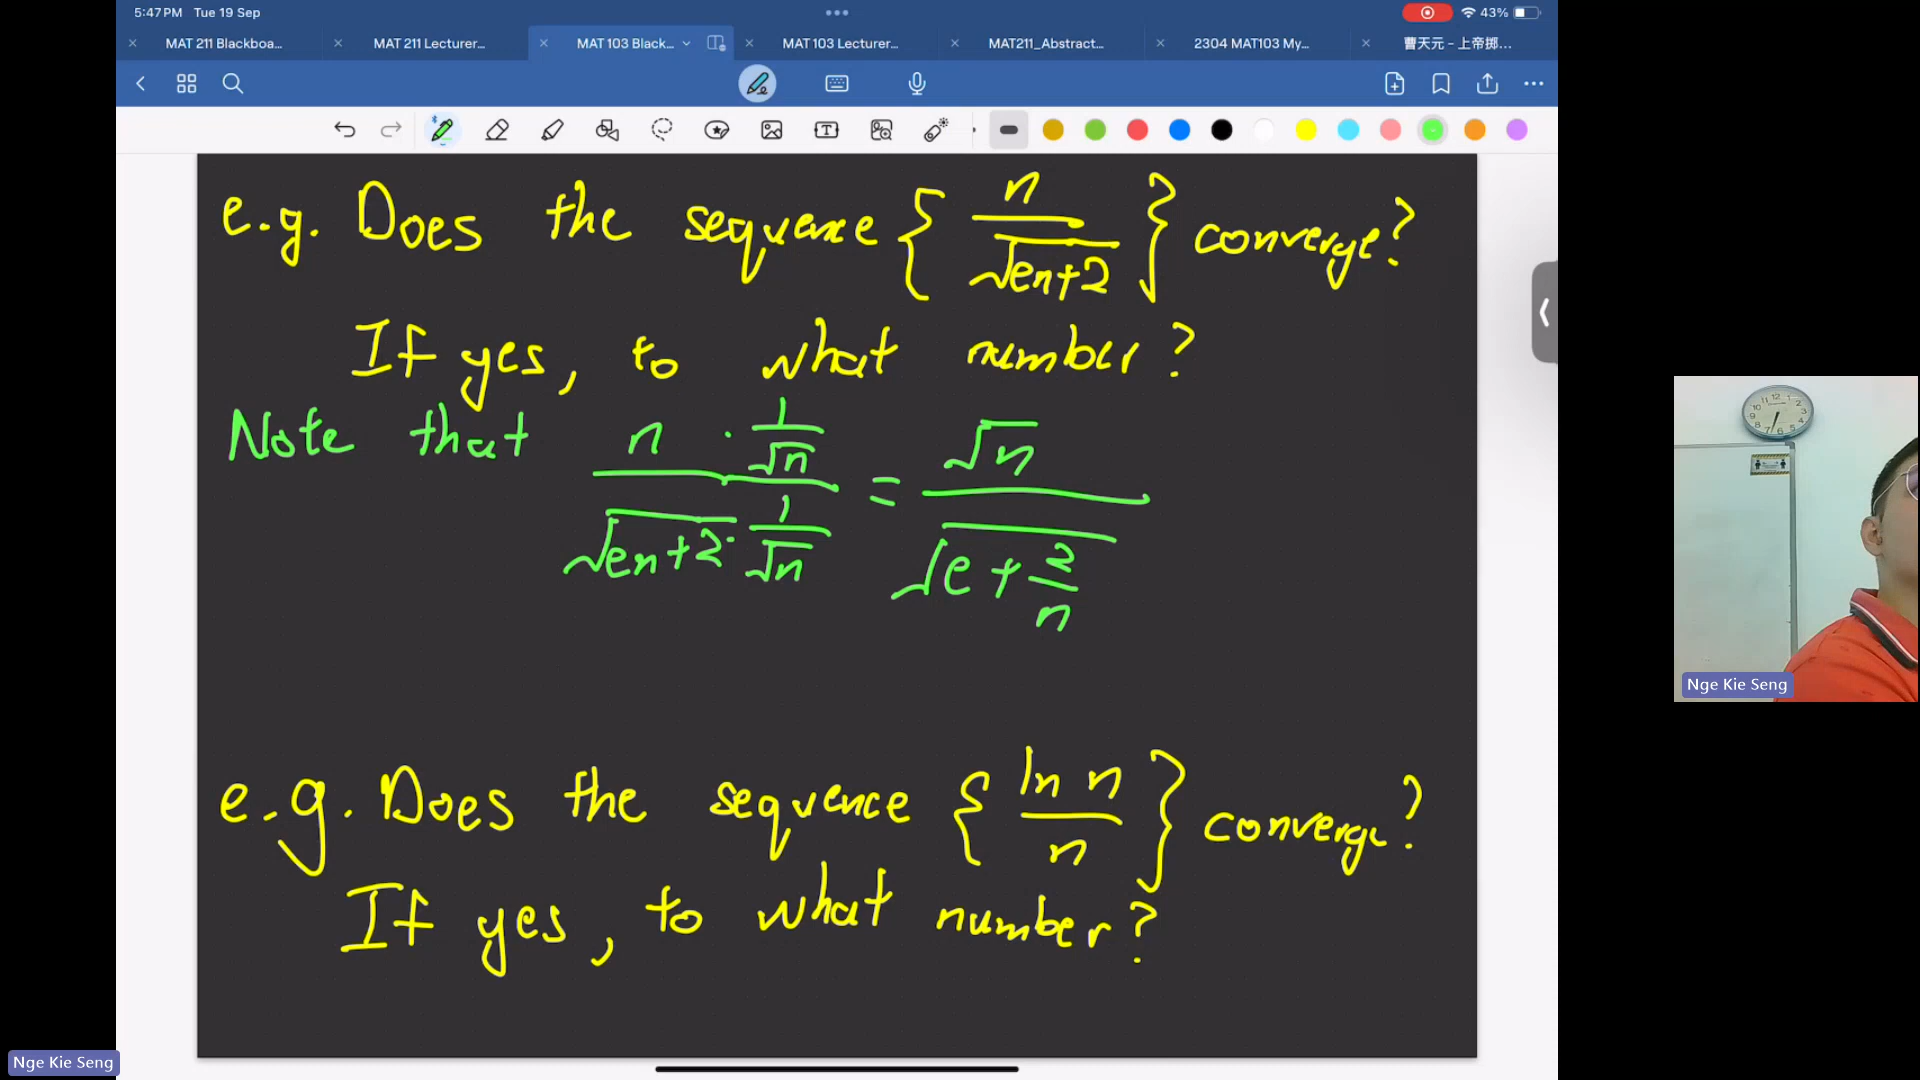 5:47 PM Tue 19 Sep
43%
MAT 211 Blackboa...
MAT 211 Lecturer...
MAT 103 Black...
MAT 103 Lecturer...
MAT211_Abstract...
2304 MAT103 My...
曹天元 - 上帝掷...
e.g. Does the sequence { n / √(en+2) } converge?
If yes, to what number?
Note that (n · 1/√n) / (√(en+2) · 1/√n) = √n / √(e + 2/n)
e.g. Does the sequence { ln n / n } converge?
If yes, to what number?
Nge Kie Seng
Nge Kie Seng